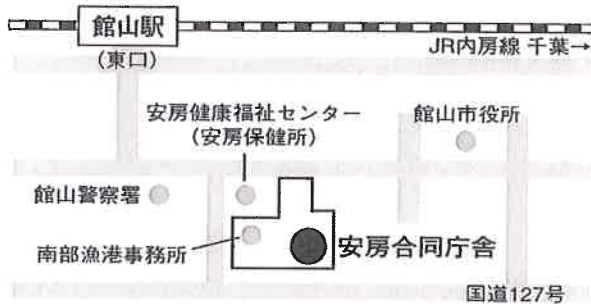 館山駅
(東口)
JR内房線 千葉→
安房健康福祉センター
(安房保健所)
館山市役所
館山警察署
南部漁港事務所
安房合同庁舎
国道127号